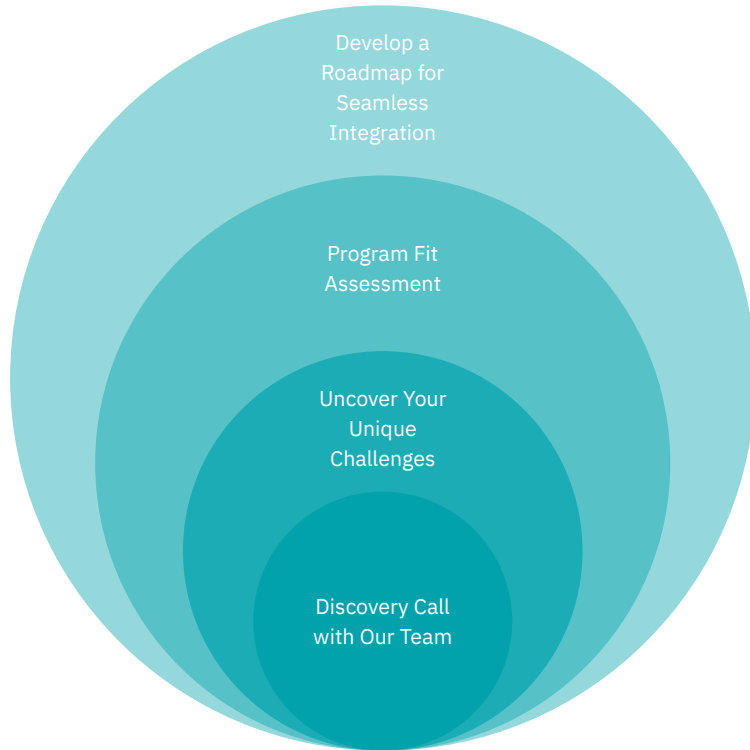 Develop a
Roadmap for
Seamless
Integration
Program Fit
Assessment
Uncover Your
Unique
Challenges
Discovery Call
with Our Team